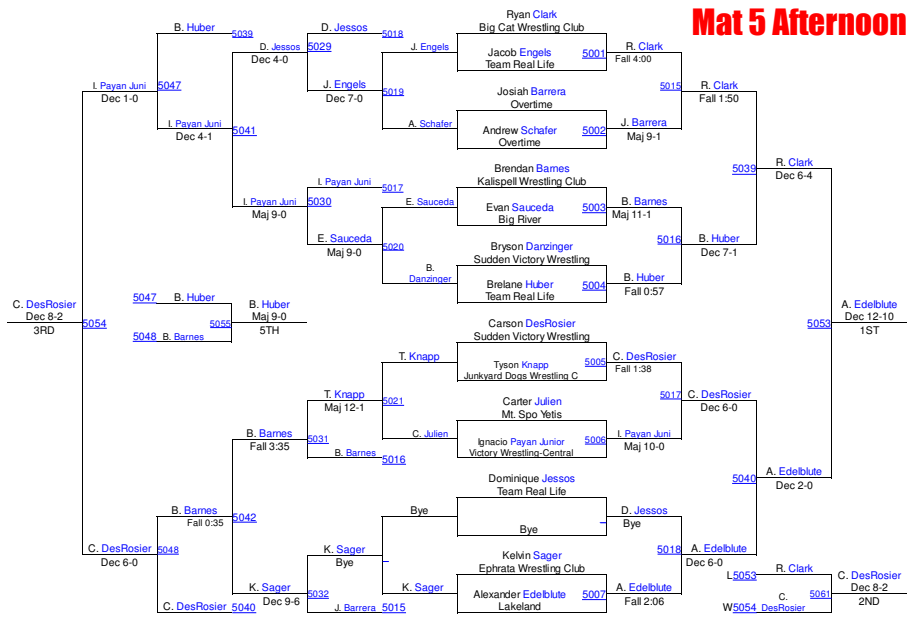 Mat 5 Afternoon
Ryan Clark
Big Cat Wrestling Club
Jacob Engels
Team Real Life
5001
R. Clark
Fall 4:00
Josiah Barrera
Overtime
Andrew Schafer
Overtime
5002
J. Barrera
Maj 9-1
5015
R. Clark
Fall 1:50
Brendan Barnes
Kalispell Wrestling Club
Evan Sauceda
Big River
5003
B. Barnes
Maj 11-1
Bryson Danzinger
Sudden Victory Wrestling
Brelane Huber
Team Real Life
5004
B. Huber
Fall 0:57
5016
B. Huber
Dec 7-1
5039
R. Clark
Dec 6-4
Carson DesRosier
Sudden Victory Wrestling
Tyson Knapp
Junkyard Dogs Wrestling C
5005
C. DesRosier
Fall 1:38
Carter Julien
Mt. Spo Yetis
Ignacio Payan Junior
Victory Wrestling-Central
5006
I. Payan Juni
Maj 10-0
5017
C. DesRosier
Dec 6-0
Dominique Jessos
Team Real Life
Bye
D. Jessos
Bye
Kelvin Sager
Ephrata Wrestling Club
Alexander Edelblute
Lakeland
5007
A. Edelblute
Fall 2:06
5018
A. Edelblute
Dec 6-0
5040
A. Edelblute
Dec 2-0
5053
A. Edelblute
Dec 12-10
1ST
L5053
R. Clark
W5054
C.
DesRosier
5061
C. DesRosier
Dec 8-2
2ND
B. Huber
5039
D. Jessos
5018
J. Engels
A. Schafer
5019
J. Engels
Dec 7-0
5029
D. Jessos
Dec 4-0
I. Payan Juni
5017
E. Sauceda
B.
Danzinger
5020
E. Sauceda
Maj 9-0
5030
I. Payan Juni
Maj 9-0
5041
I. Payan Juni
Dec 4-1
5047
I. Payan Juni
Dec 1-0
5047
B. Huber
5048
B. Barnes
5055
B. Huber
Maj 9-0
5TH
C. DesRosier
Dec 8-2
3RD
5054
T. Knapp
C. Julien
5021
T. Knapp
Maj 12-1
B. Barnes
5016
5031
B. Barnes
Fall 3:35
Bye
K. Sager
K. Sager
Bye
J. Barrera
5015
5032
K. Sager
Dec 9-6
5042
B. Barnes
Fall 0:35
C. DesRosier
5040
5048
C. DesRosier
Dec 6-0